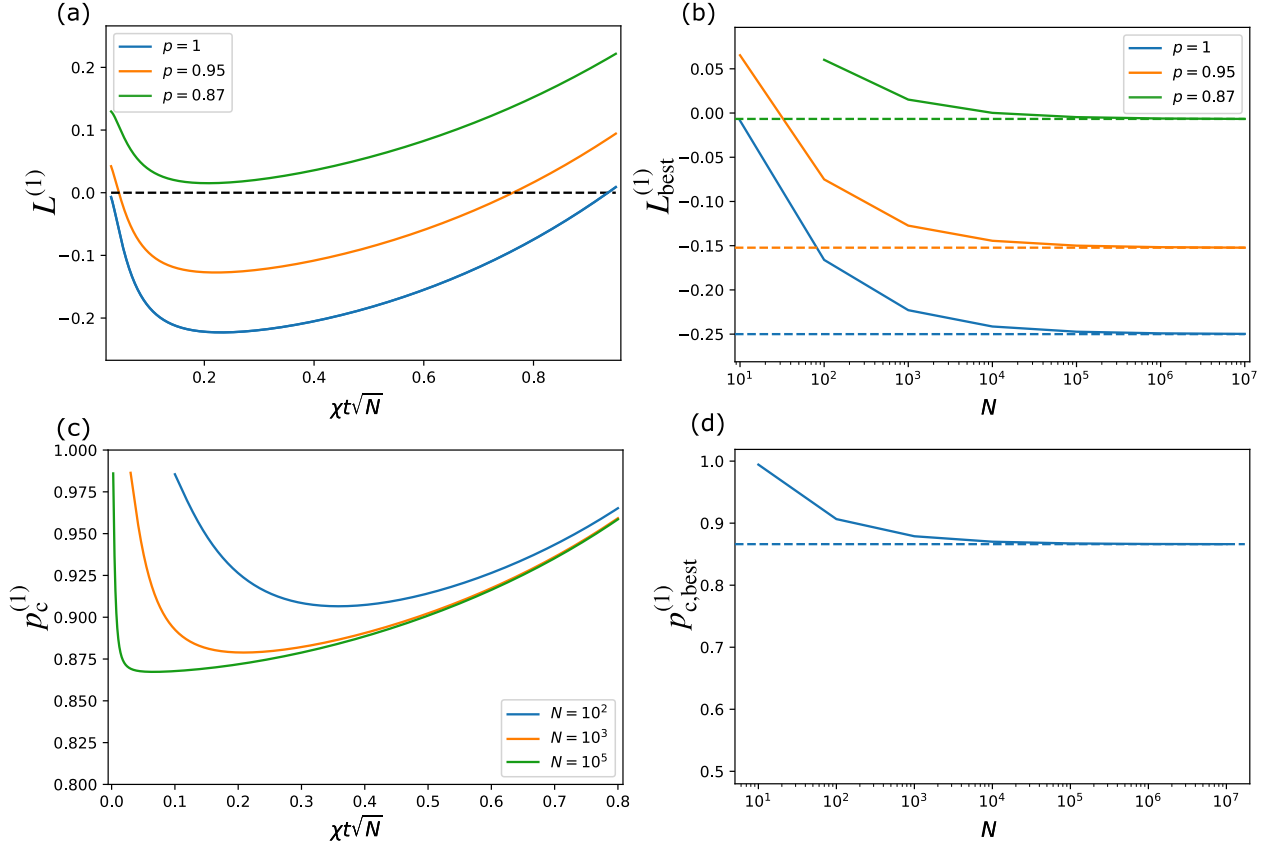 (a)
L^(1)
0.2
0.1
0.0
−0.1
−0.2
p = 1
p = 0.95
p = 0.87
0.2 0.4 0.6 0.8
χt√N
(b)
L^(1)_best
0.05
0.00
−0.05
−0.10
−0.15
−0.20
−0.25
p = 1
p = 0.95
p = 0.87
10^1 10^2 10^3 10^4 10^5 10^6 10^7
N
(c)
p_c^(1)
1.000
0.975
0.950
0.925
0.900
0.875
0.850
0.825
0.800
N = 10^2
N = 10^3
N = 10^5
0.0 0.1 0.2 0.3 0.4 0.5 0.6 0.7 0.8
χt√N
(d)
p^(1)_c,best
1.0
0.9
0.8
0.7
0.6
0.5
10^1 10^2 10^3 10^4 10^5 10^6 10^7
N